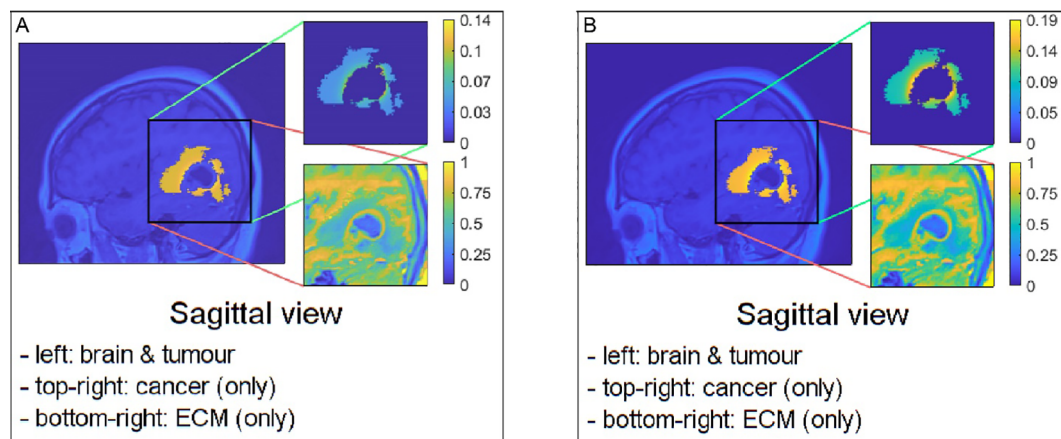 A
0.14
0.1
0.07
0.03
0
1
0.75
0.5
0.25
0
Sagittal view
- left: brain & tumour
- top-right: cancer (only)
- bottom-right: ECM (only)
B
0.19
0.15
0.1
0.05
0
1
0.75
0.5
0.25
0
Sagittal view
- left: brain & tumour
- top-right: cancer (only)
- bottom-right: ECM (only)